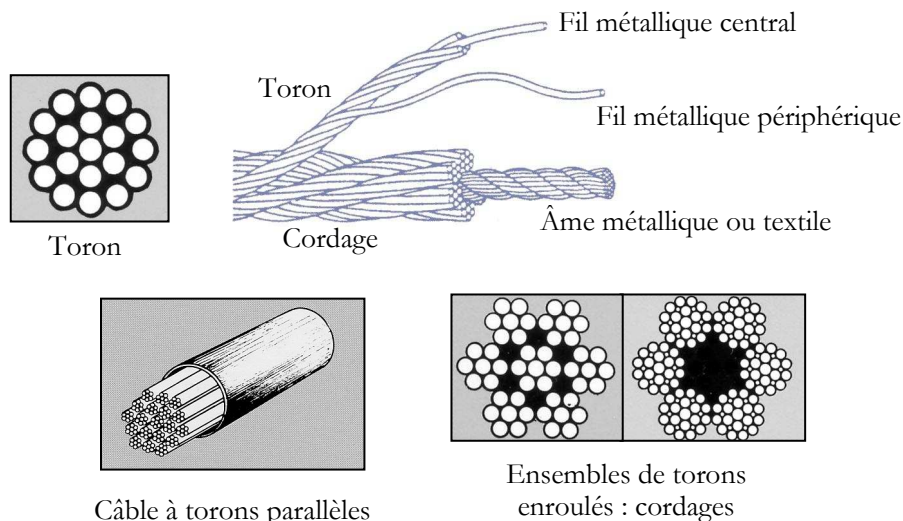 Fil métallique central
Toron
Fil métallique périphérique
Toron
Cordage
Âme métallique ou textile
Câble à torons parallèles
Ensembles de torons
enroulés : cordages